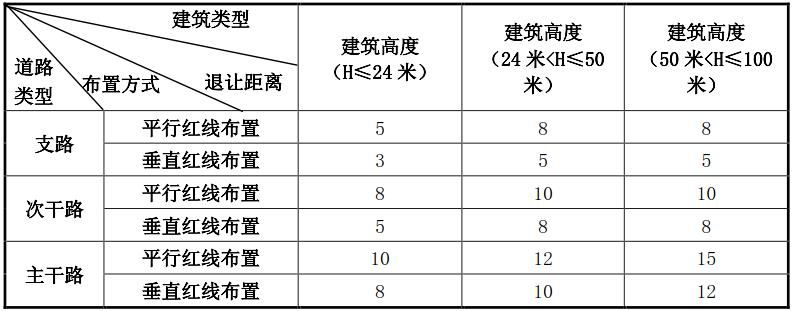 建筑类型
退让距离
布置方式
道路
类型
建筑高度
（H≤24 米）
建筑高度
（24 米<H≤50
米）
建筑高度
（50 米<H≤100
米）
支路
平行红线布置 5 8 8
垂直红线布置 3 5 5
次干路
平行红线布置 8 10 10
垂直红线布置 5 8 8
主干路
平行红线布置 10 12 15
垂直红线布置 8 10 12